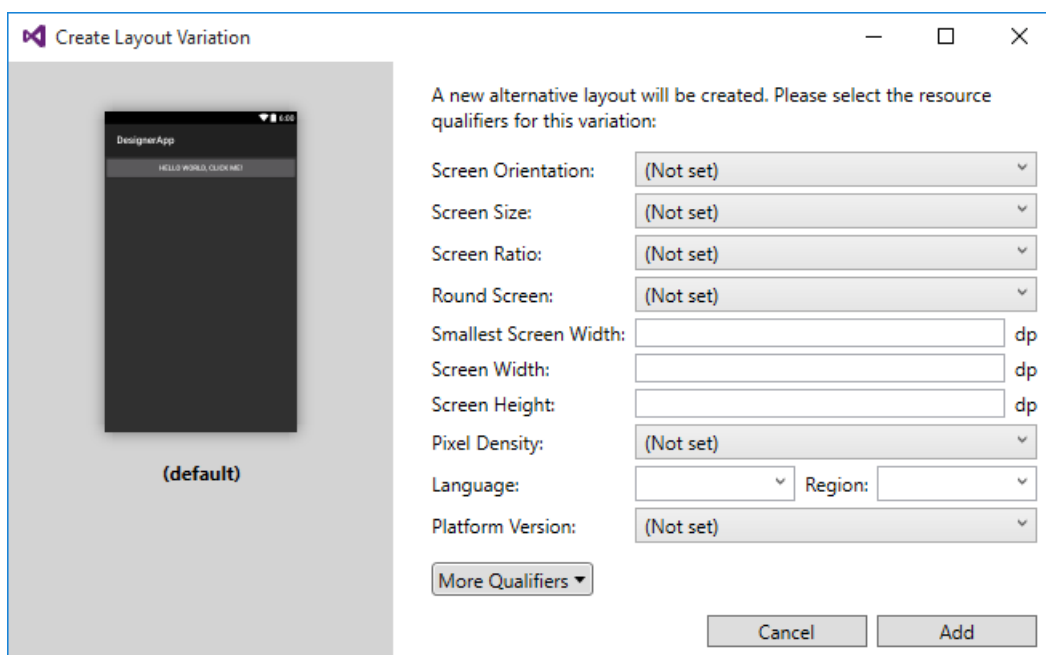 Create Layout Variation
6:00
DesignerApp
HELLO WORLD, CLICK ME!
(default)
A new alternative layout will be created. Please select the resource
qualifiers for this variation:
Screen Orientation: (Not set)
Screen Size: (Not set)
Screen Ratio: (Not set)
Round Screen: (Not set)
Smallest Screen Width: dp
Screen Width: dp
Screen Height: dp
Pixel Density: (Not set)
Language: Region:
Platform Version: (Not set)
More Qualifiers
Cancel Add